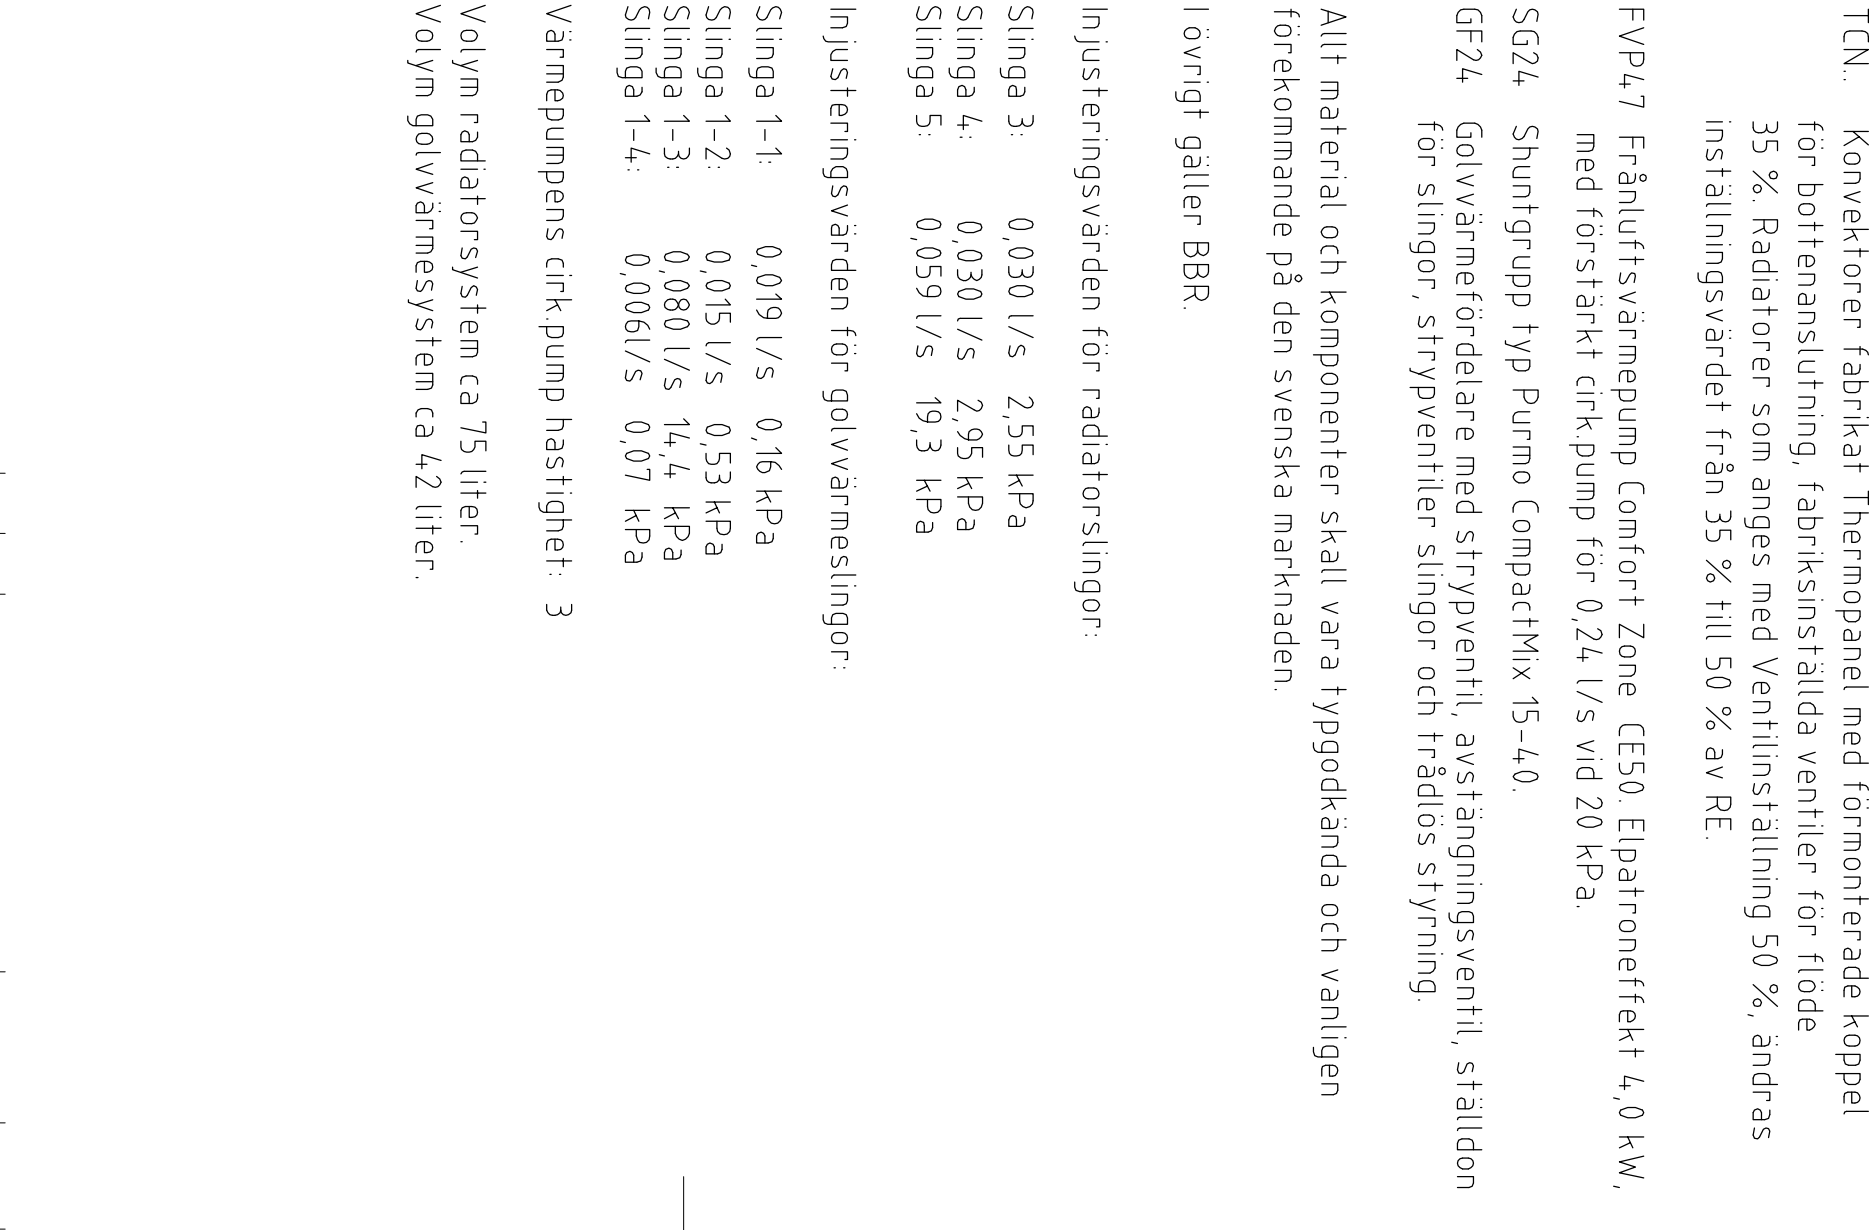 TCN.. Konvektorer fabrikat Thermopanel med förmonterade koppel
för bottenanslutning, fabriksinställda ventiler för flöde
35 %. Radiatorer som anges med Ventilinställning 50 %, ändras
inställningsvärdet från 35 % till 50 % av RE.
FVP47 Frånluftsvärmepump Comfort Zone CE50. Elpatroneffekt 4,0 kW,
med förstärkt cirk.pump för 0,24 l/s vid 20 kPa.
SG24 Shuntgrupp typ Purmo CompactMix 15-40.
GF24 Golvvärmefördelare med strypventil, avstängningsventil, ställdon
för slingor, strypventiler slingor och trådlös styrning.
Allt material och komponenter skall vara typgodkända och vanligen
förekommande på den svenska marknaden.
I övrigt gäller BBR.
Injusteringsvärden för radiatorslingor:
Slinga 3: 0,030 l/s 2,55 kPa
Slinga 4: 0,030 l/s 2,95 kPa
Slinga 5: 0,059 l/s 19,3 kPa
Injusteringsvärden för golvvärmeslingor:
Slinga 1-1: 0,019 l/s 0,16 kPa
Slinga 1-2: 0,015 l/s 0,53 kPa
Slinga 1-3: 0,080 l/s 14,4 kPa
Slinga 1-4: 0,006l/s 0,07 kPa
Värmepumpens cirk.pump hastighet: 3
Volym radiatorsystem ca 75 liter.
Volym golvvärmesystem ca 42 liter.